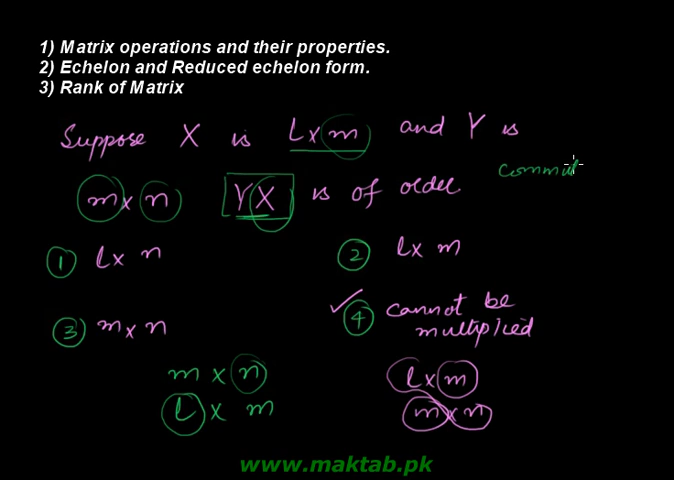 1) Matrix operations and their properties.
2) Echelon and Reduced echelon form.
3) Rank of Matrix
Suppose X is L x m and Y is
m x n YX is of order
commut
1 l x n
2 l x m
3 m x n
4 cannot be
multiplied
m x n
l x m
l x m
m x n
www.maktab.pk